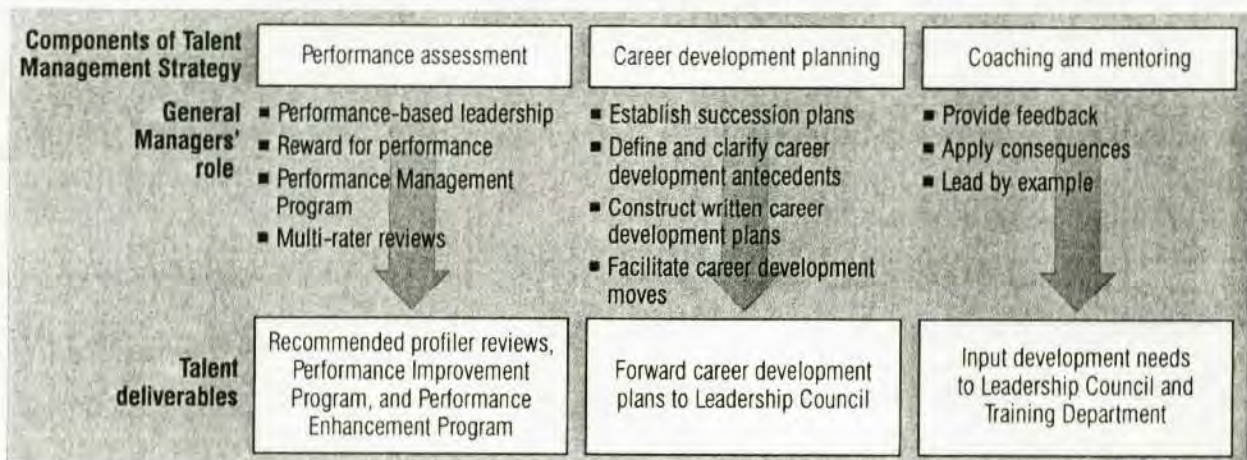 Components of Talent
Management Strategy
Performance assessment
Career development planning
Coaching and mentoring
General
Managers'
role
■ Performance-based leadership
■ Reward for performance
■ Performance Management
Program
■ Multi-rater reviews
■ Establish succession plans
■ Define and clarify career
development antecedents
■ Construct written career
development plans
■ Facilitate career development
moves
■ Provide feedback
■ Apply consequences
■ Lead by example
Talent
deliverables
Recommended profiler reviews,
Performance Improvement
Program, and Performance
Enhancement Program
Forward career development
plans to Leadership Council
Input development needs
to Leadership Council and
Training Department